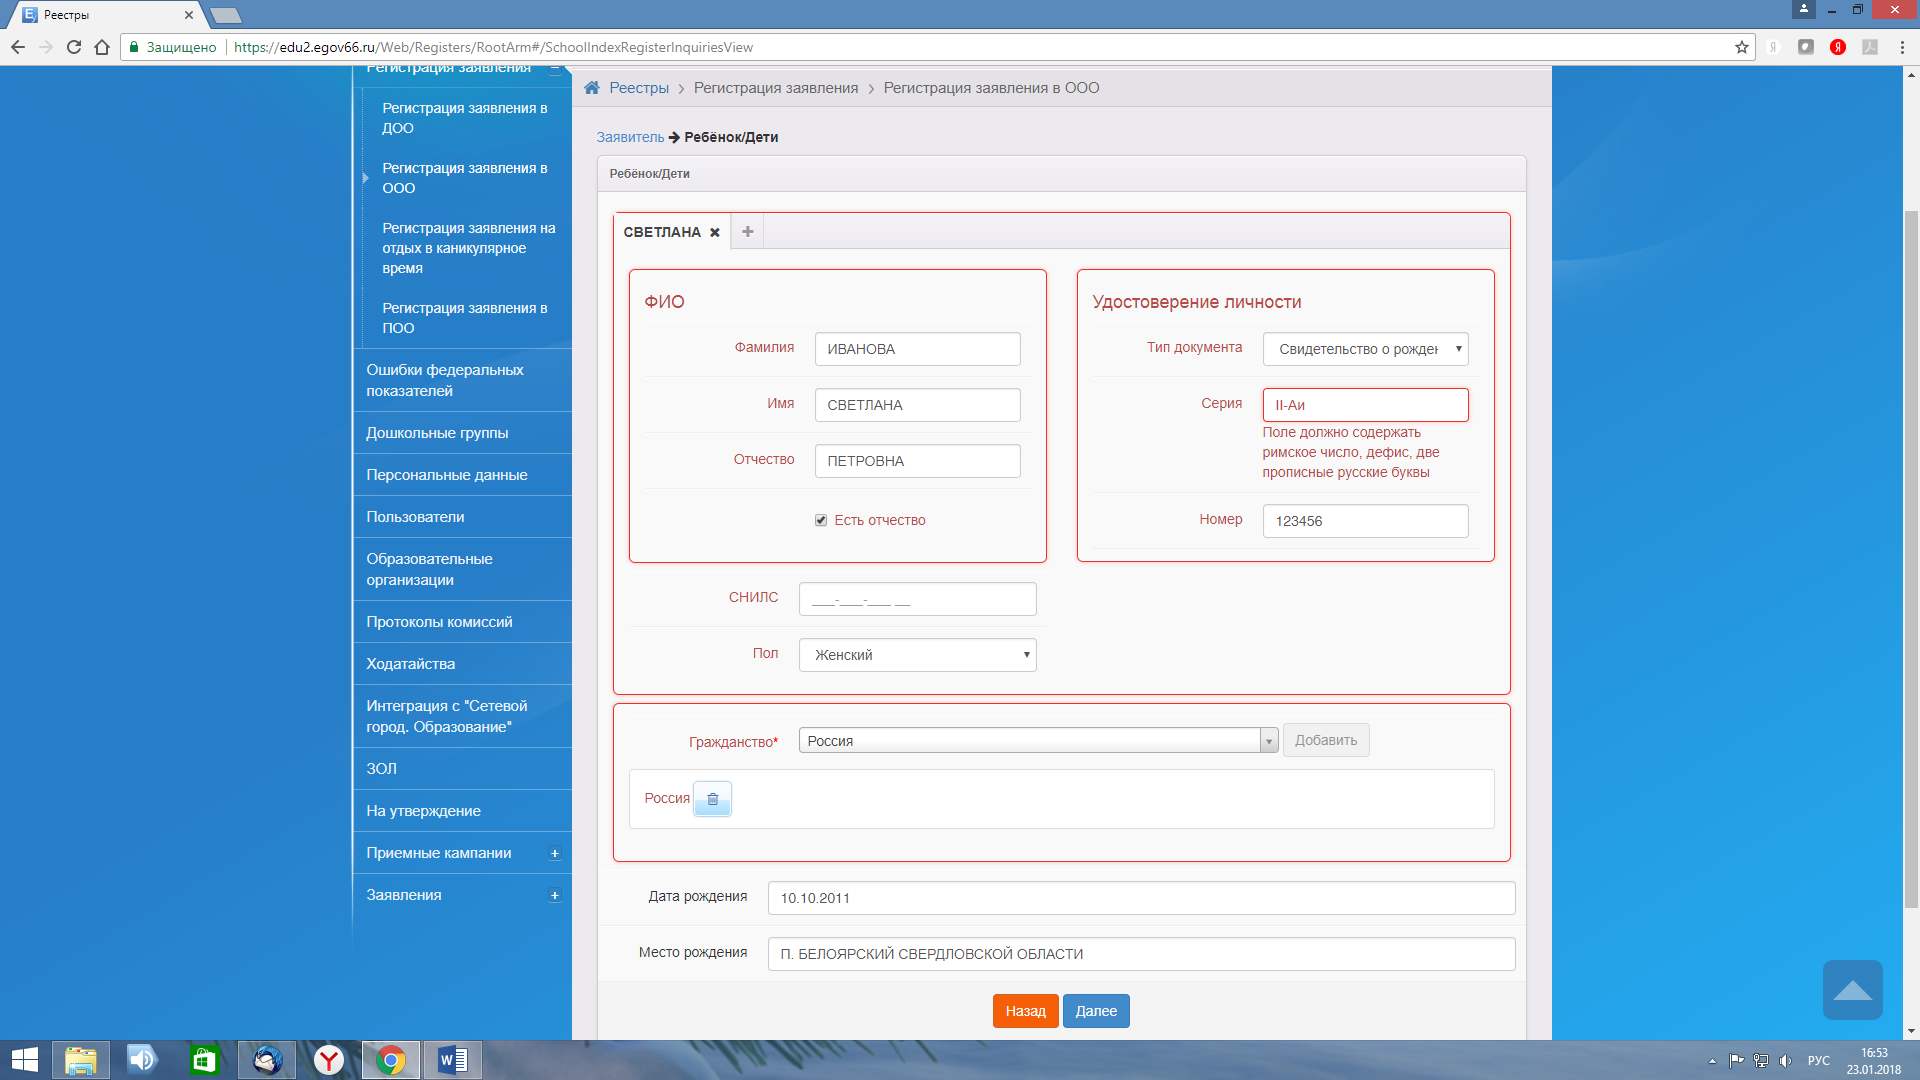 Реестры
Защищено
https://edu2.egov66.ru/Web/Registers/RootArm#/SchoolIndexRegisterInquiriesView
Регистрация заявления
Регистрация заявления в
ДОО
Регистрация заявления в
ООО
Регистрация заявления на
отдых в каникулярное
время
Регистрация заявления в
ПОО
Ошибки федеральных
показателей
Дошкольные группы
Персональные данные
Пользователи
Образовательные
организации
Протоколы комиссий
Ходатайства
Интеграция с "Сетевой
город. Образование"
ЗОЛ
На утверждение
Приемные кампании
Заявления
Реестры > Регистрация заявления > Регистрация заявления в ООО
Заявитель → Ребёнок/Дети
Ребёнок/Дети
СВЕТЛАНА × +
ФИО
Фамилия ИВАНОВА
Имя СВЕТЛАНА
Отчество ПЕТРОВНА
Есть отчество
Удостоверение личности
Тип документа Свидетельство о рожден
Серия II-Аи
Поле должно содержать
римское число, дефис, две
прописные русские буквы
Номер 123456
СНИЛС ___-___-___ __
Пол Женский
Гражданство* Россия Добавить
Россия
Дата рождения 10.10.2011
Место рождения П. БЕЛОЯРСКИЙ СВЕРДЛОВСКОЙ ОБЛАСТИ
Назад Далее
РУС
16:53
23.01.2018